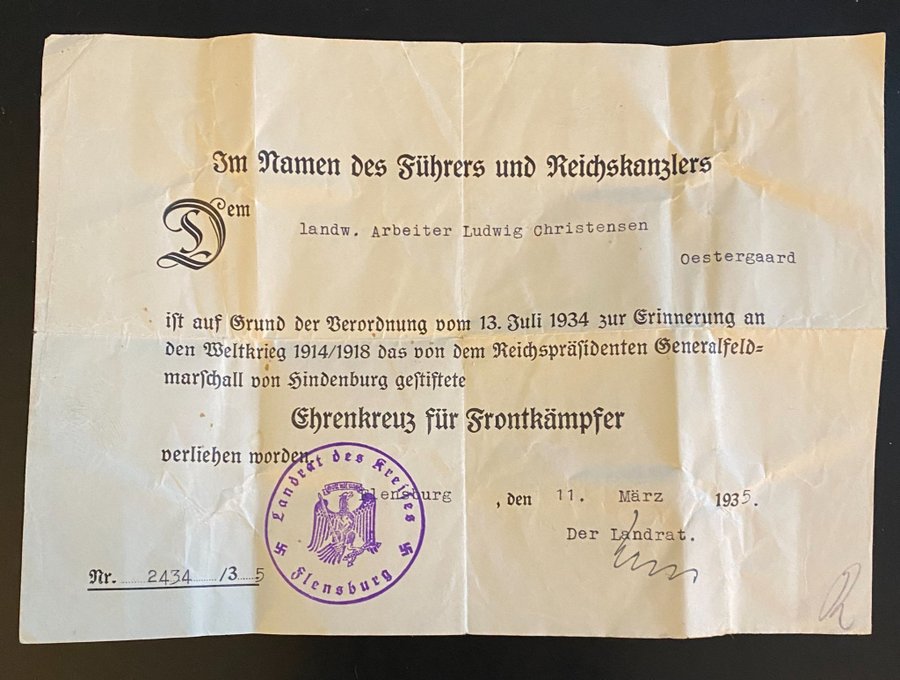 Im Namen des Führers und Reichskanzlers
Dem
landw. Arbeiter Ludwig Christensen
Oestergaard
ist auf Grund der Verordnung vom 13. Juli 1934 zur Erinnerung an
den Weltkrieg 1914/1918 das von dem Reichspräsidenten Generalfeld=
marschall von Hindenburg gestiftete
Ehrenkreuz für Frontkämpfer
verliehen worden.
Flensburg, den 11. März 1935.
Der Landrat.
Nr. 2434/35
Landrat des Kreises
Flensburg